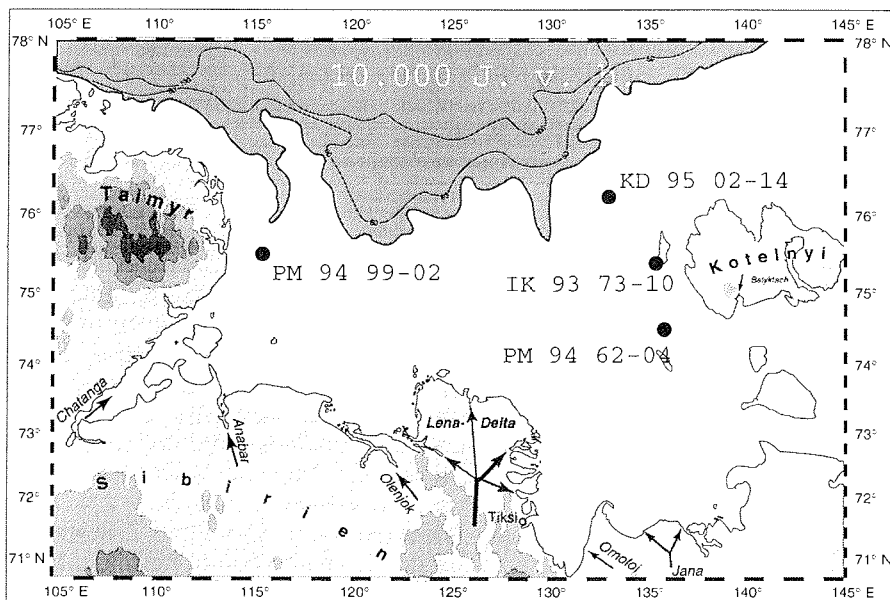 105° E 110° 115° 120° 125° 130° 135° 140° 145° E
78° N 78° N
10.000 J. v. H
77° 77°
KD 95 02-14
Taimyr
76° 76°
PM 94 99-02
IK 93 73-10
Kotelnyi
Balyktach
75° 75°
PM 94 62-04
74° 74°
Chatanga
Lena- Delta
73° 73°
Anabar
Olenjok
Sibirien
72° 72°
Tiksi
Omoloj
Jana
71° N 71° N
105° E 110° 115° 120° 125° 130° 135° 140° 145° E